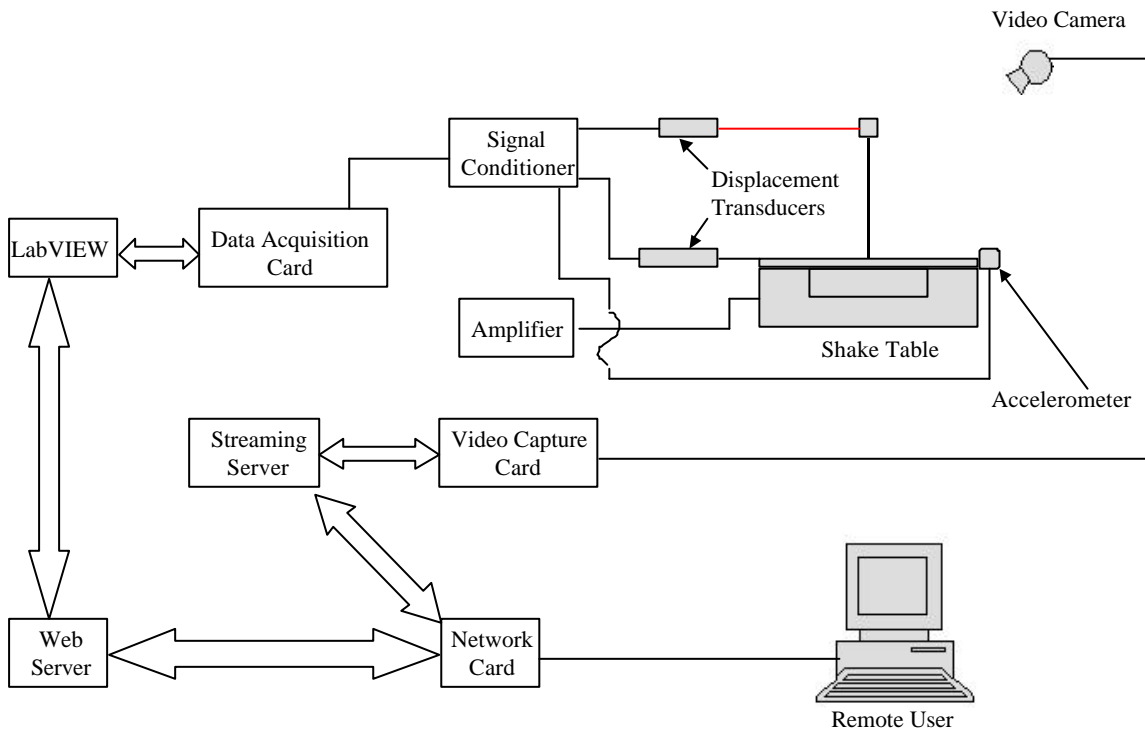 Video Camera
Signal
Conditioner
Displacement
Transducers
LabVIEW
Data Acquisition
Card
Amplifier
Shake Table
Accelerometer
Streaming
Server
Video Capture
Card
Web
Server
Network
Card
Remote User